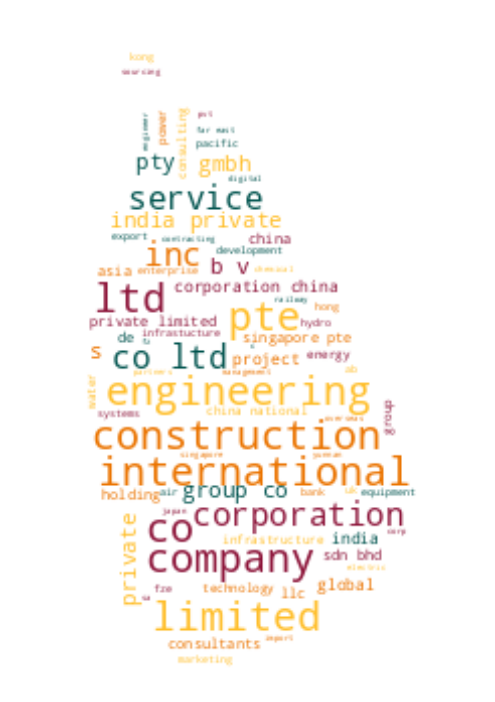 kong
sourcing
engineer
power
consulting
pvt
far east
pacific
pty
gmbh
digital
service
india private
export
contracting
china
inc
development
asia
enterprise
b v
chemical
ltd
corporation china
railway
pte
hong
private limited
hydro
de
infrastucture
singapore pte
s
co ltd
project
energy
partners
management
ab
water
engineering
systems
china national
overseas
group
construction
singapore
yunnan
international
holding
air
group co
bank
uk
equipment
japan
co
corporation
corp
private
infrastructure
india
company
sdn bhd
electric
fze
sa
technology
llc
global
limited
consultants
import
marketing